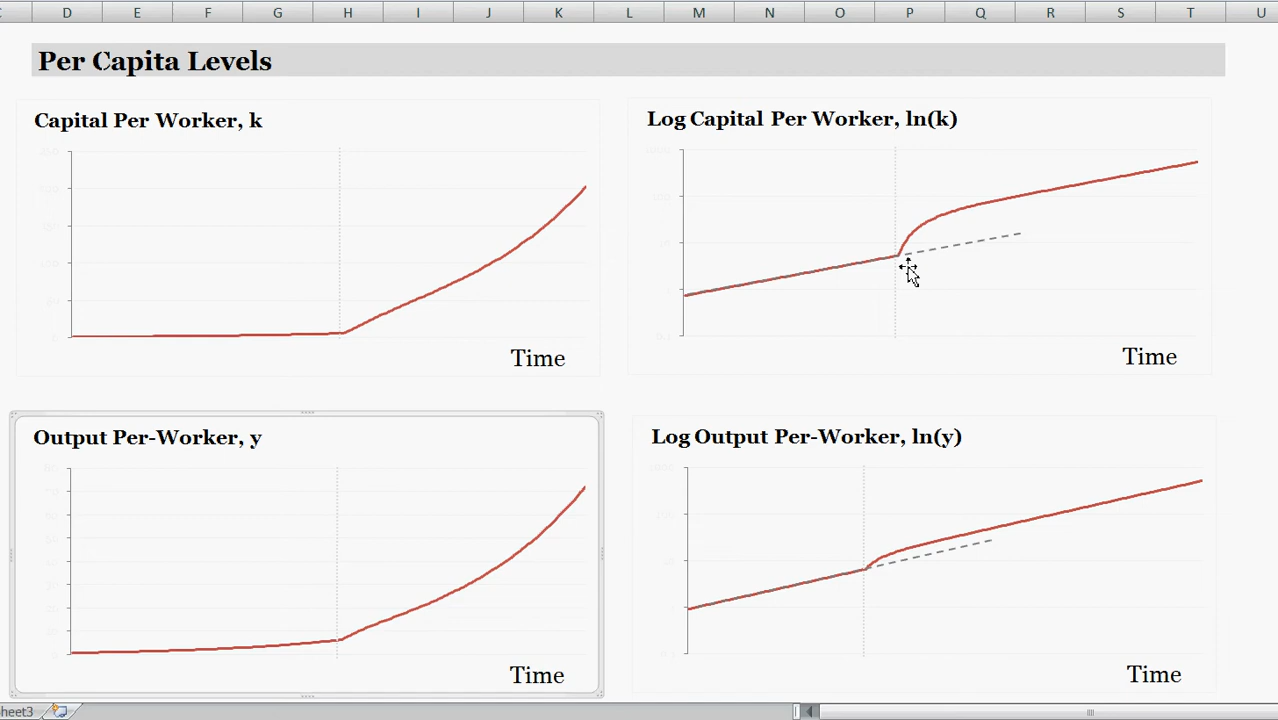 D E F G H I J K L M N O P Q R S T U
Per Capita Levels
Capital Per Worker, k
Time
Log Capital Per Worker, ln(k)
Time
Output Per-Worker, y
Time
Log Output Per-Worker, ln(y)
Time
heet3